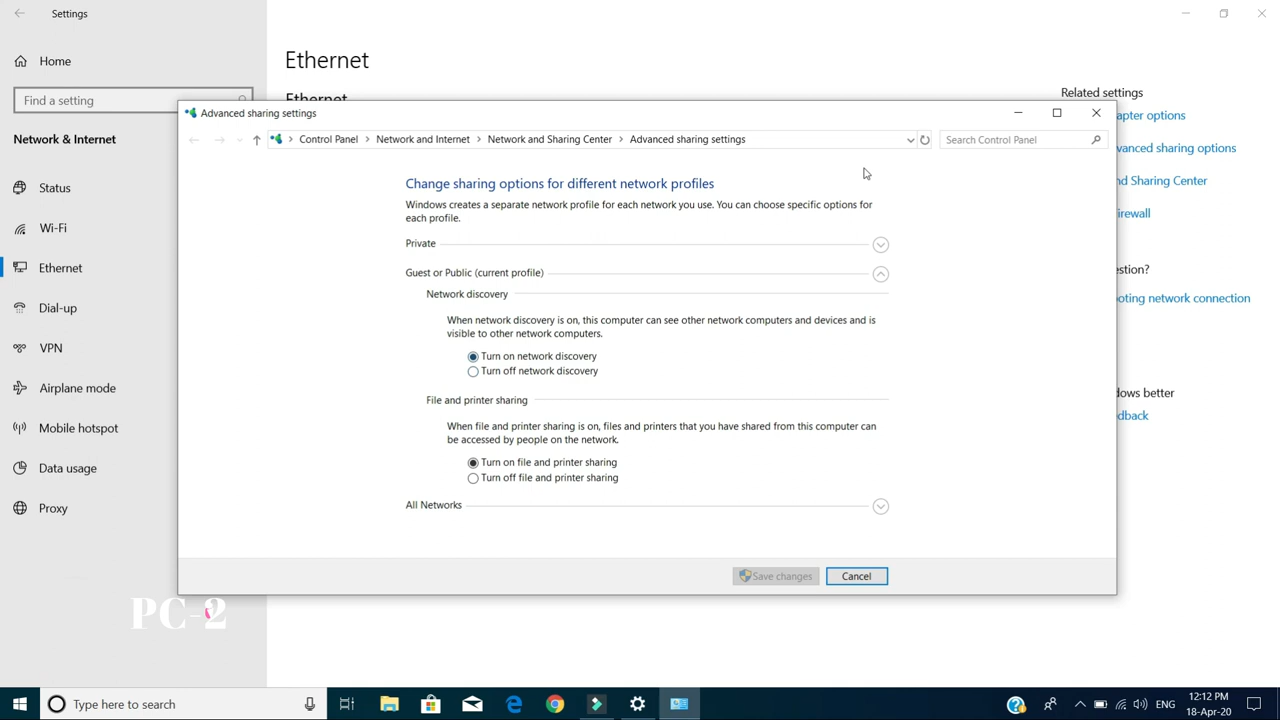 Settings
Home
Find a setting
Network & Internet
Status
Wi-Fi
Ethernet
Dial-up
VPN
Airplane mode
Mobile hotspot
Data usage
Proxy
Ethernet
Ethernet
Related settings
apter options
vanced sharing options
nd Sharing Center
irewall
estion?
oting network connection
dows better
dback
Advanced sharing settings
Control Panel > Network and Internet > Network and Sharing Center > Advanced sharing settings
Search Control Panel
Change sharing options for different network profiles
Windows creates a separate network profile for each network you use. You can choose specific options for
each profile.
Private
Guest or Public (current profile)
Network discovery
When network discovery is on, this computer can see other network computers and devices and is
visible to other network computers.
Turn on network discovery
Turn off network discovery
File and printer sharing
When file and printer sharing is on, files and printers that you have shared from this computer can
be accessed by people on the network.
Turn on file and printer sharing
Turn off file and printer sharing
All Networks
Save changes
Cancel
PC-2
Type here to search
ENG
12:12 PM
18-Apr-20